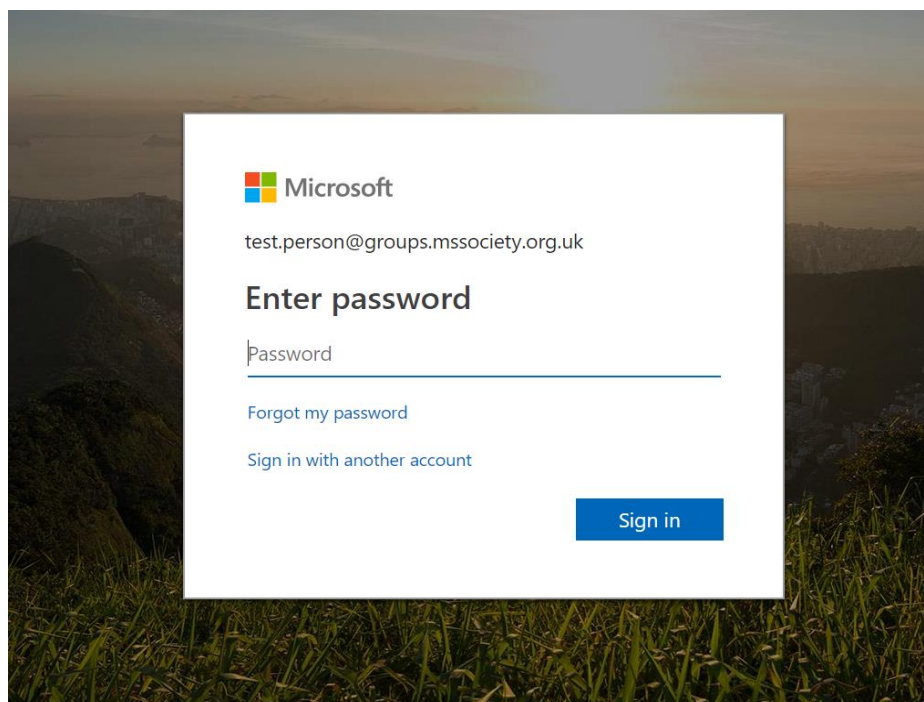 Microsoft
test.person@groups.mssociety.org.uk
Enter password
Password
Forgot my password
Sign in with another account
Sign in